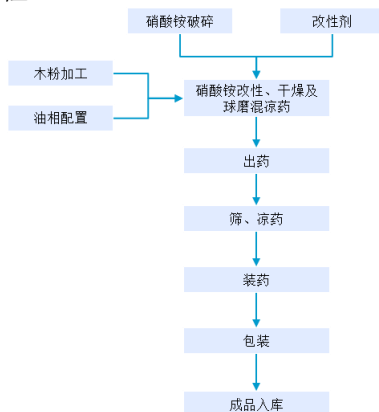 硝酸铵破碎
改性剂
木粉加工
油相配置
硝酸铵改性、干燥及
球磨混凉药
出药
筛、凉药
装药
包装
成品入库